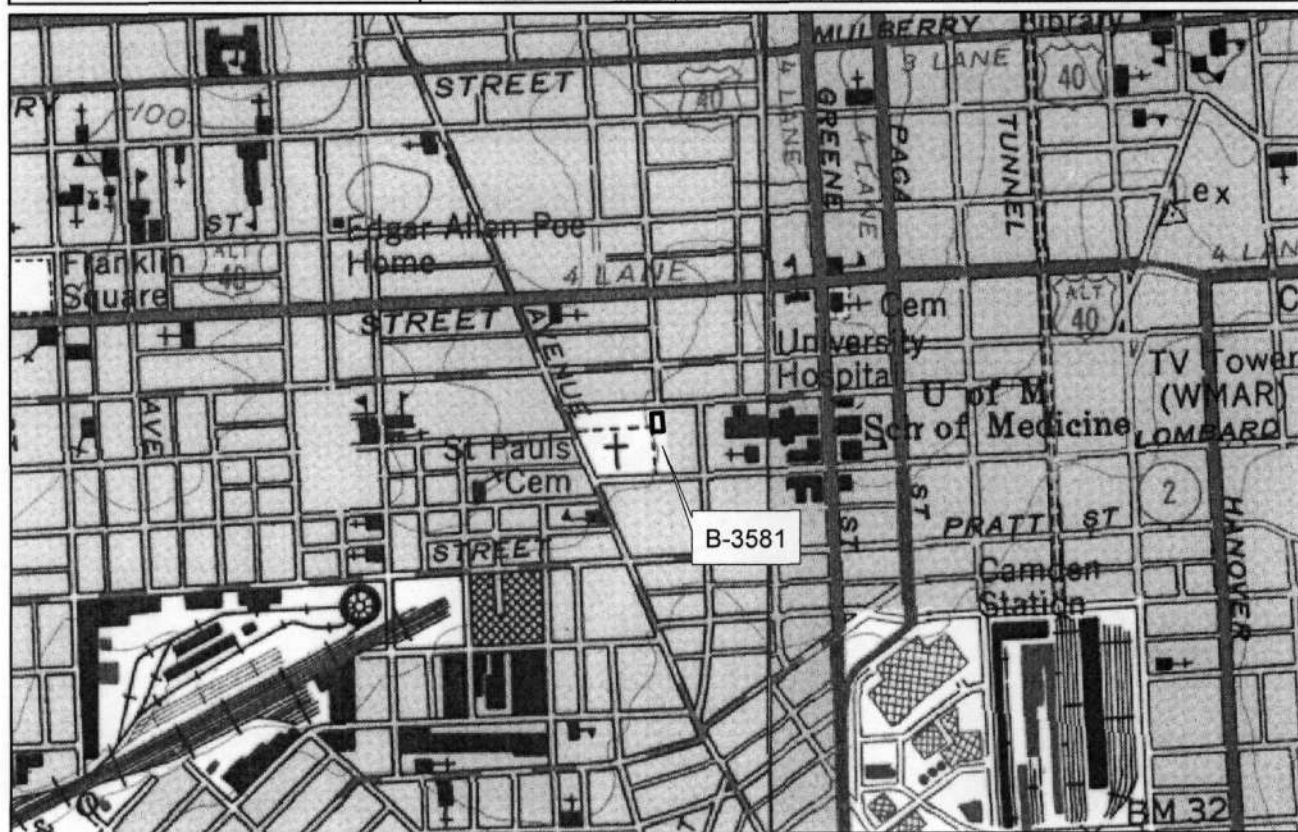 MULBERRY
Library
STREET
40
3 LANE
40
RY
100
4 LANE
GREENE
PACA
4 LANE
TUNNEL
ex
ST
Edgar Allen Poe
Home
Franklin
Square
ALT
40
4 LANE
4 LAN
STREET
AVENUE
Cem
ALT
40
C
University
Hospital
TV Tower
(WMAR)
U of M
Sch of Medicine
LOMBARD
AVE
St Pauls
Cem
2
B-3581
ST
ST
PRATT ST
HANOVER
STREET
Camden
Station
BM 32